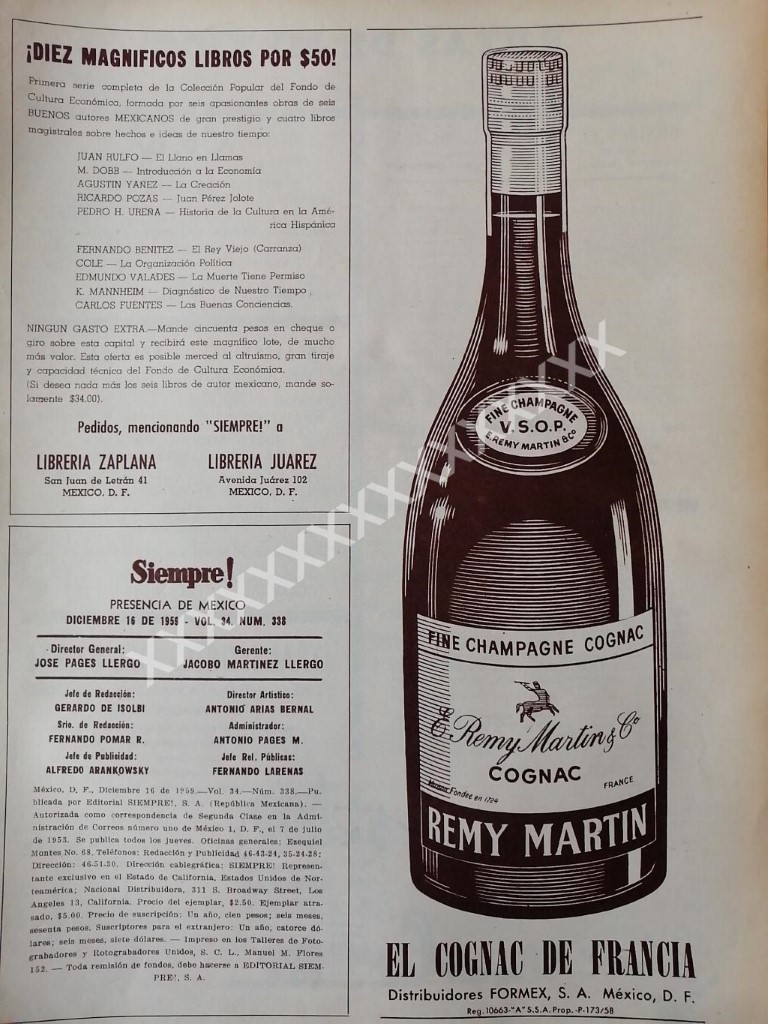 ¡DIEZ MAGNIFICOS LIBROS POR $50!
Primera serie completa de la Colección Popular del Fondo de
Cultura Económica, formada por seis apasionantes obras de seis
BUENOS autores MEXICANOS de gran prestigio y cuatro libros
magistrales sobre hechos e ideas de nuestro tiempo:
JUAN RULFO — El Llano en Llamas
M. DOBB — Introducción a la Economía
AGUSTIN YAÑEZ — La Creación
RICARDO POZAS — Juan Pérez Jolote
PEDRO H. UREÑA — Historia de la Cultura en la Amé-
rica Hispánica
FERNANDO BENITEZ — El Rey Viejo (Carranza)
COLE — La Organización Política
EDMUNDO VALADES — La Muerte Tiene Permiso
K. MANNHEIM — Diagnóstico de Nuestro Tiempo
CARLOS FUENTES — Las Buenas Conciencias.
NINGUN GASTO EXTRA.—Mande cincuenta pesos en cheque o
giro sobre esta capital y recibirá este magnífico lote, de mucho
más valor. Esta oferta es posible merced al altruísmo, gran tiraje
y capacidad técnica del Fondo de Cultura Económica.
(Si desea nada más los seis libros de autor mexicano, mande so-
lamente $34.00).
Pedidos, mencionando "SIEMPRE!" a
LIBRERIA ZAPLANA
San Juan de Letrán 41
MEXICO, D. F.
LIBRERIA JUAREZ
Avenida Juárez 102
MEXICO, D. F.
Siempre!
PRESENCIA DE MEXICO
DICIEMBRE 16 DE 1959 - VOL. 34. NUM. 338
Director General:
JOSE PAGES LLERGO
Gerente:
JACOBO MARTINEZ LLERGO
Jefe de Redacción:
GERARDO DE ISOLBI
Director Artístico:
ANTONIO ARIAS BERNAL
Srio. de Redacción:
FERNANDO POMAR R.
Administrador:
ANTONIO PAGES M.
Jefe de Publicidad:
ALFREDO ARANKOWSKY
Jefe Rel. Públicas:
FERNANDO LARENAS
México, D. F., Diciembre 16 de 1959.—Vol. 34.—Núm. 338.—Pu-
blicada por Editorial SIEMPRE!, S. A. (República Mexicana). —
Autorizada como correspondencia de Segunda Clase en la Admi-
nistración de Correos número uno de México 1, D. F., el 7 de julio
de 1953. Se publica todos los jueves. Oficinas generales: Ezequiel
Montes No. 68, Teléfonos: Redacción y Publicidad 46-43-24, 35-24-28;
Dirección: 46-51-30. Dirección cablegráfica: SIEMPRE! Represen-
tante exclusivo en el Estado de California, Estados Unidos de Nor-
teamérica; Nacional Distribuidora, 311 S. Broadway Street, Los
Angeles 13, California. Precio del ejemplar, $2.50. Ejemplar atra-
sado, $5.00. Precio de suscripción: Un año, cien pesos; seis meses,
sesenta pesos. Suscriptores para el extranjero: Un año, catorce dó-
lares; seis meses, siete dólares. — Impreso en los Talleres de Foto-
grabadores y Rotograbadores Unidos, S. C. L., Manuel M. Flores
152. — Toda remisión de fondos, debe hacerse a EDITORIAL SIEM-
PRE!, S. A.
FINE CHAMPAGNE
V.S.O.P.
E. REMY MARTIN & Co
FINE CHAMPAGNE COGNAC
E. Remy Martin & Co
COGNAC
FRANCE
Maison Fondée en 1724
REMY MARTIN
EL COGNAC DE FRANCIA
Distribuidores FORMEX, S. A. México, D. F.
Reg. 10663-"A" S.S.A. Prop. -P-173/58
XXXXXXXXXXXXXXXXXX